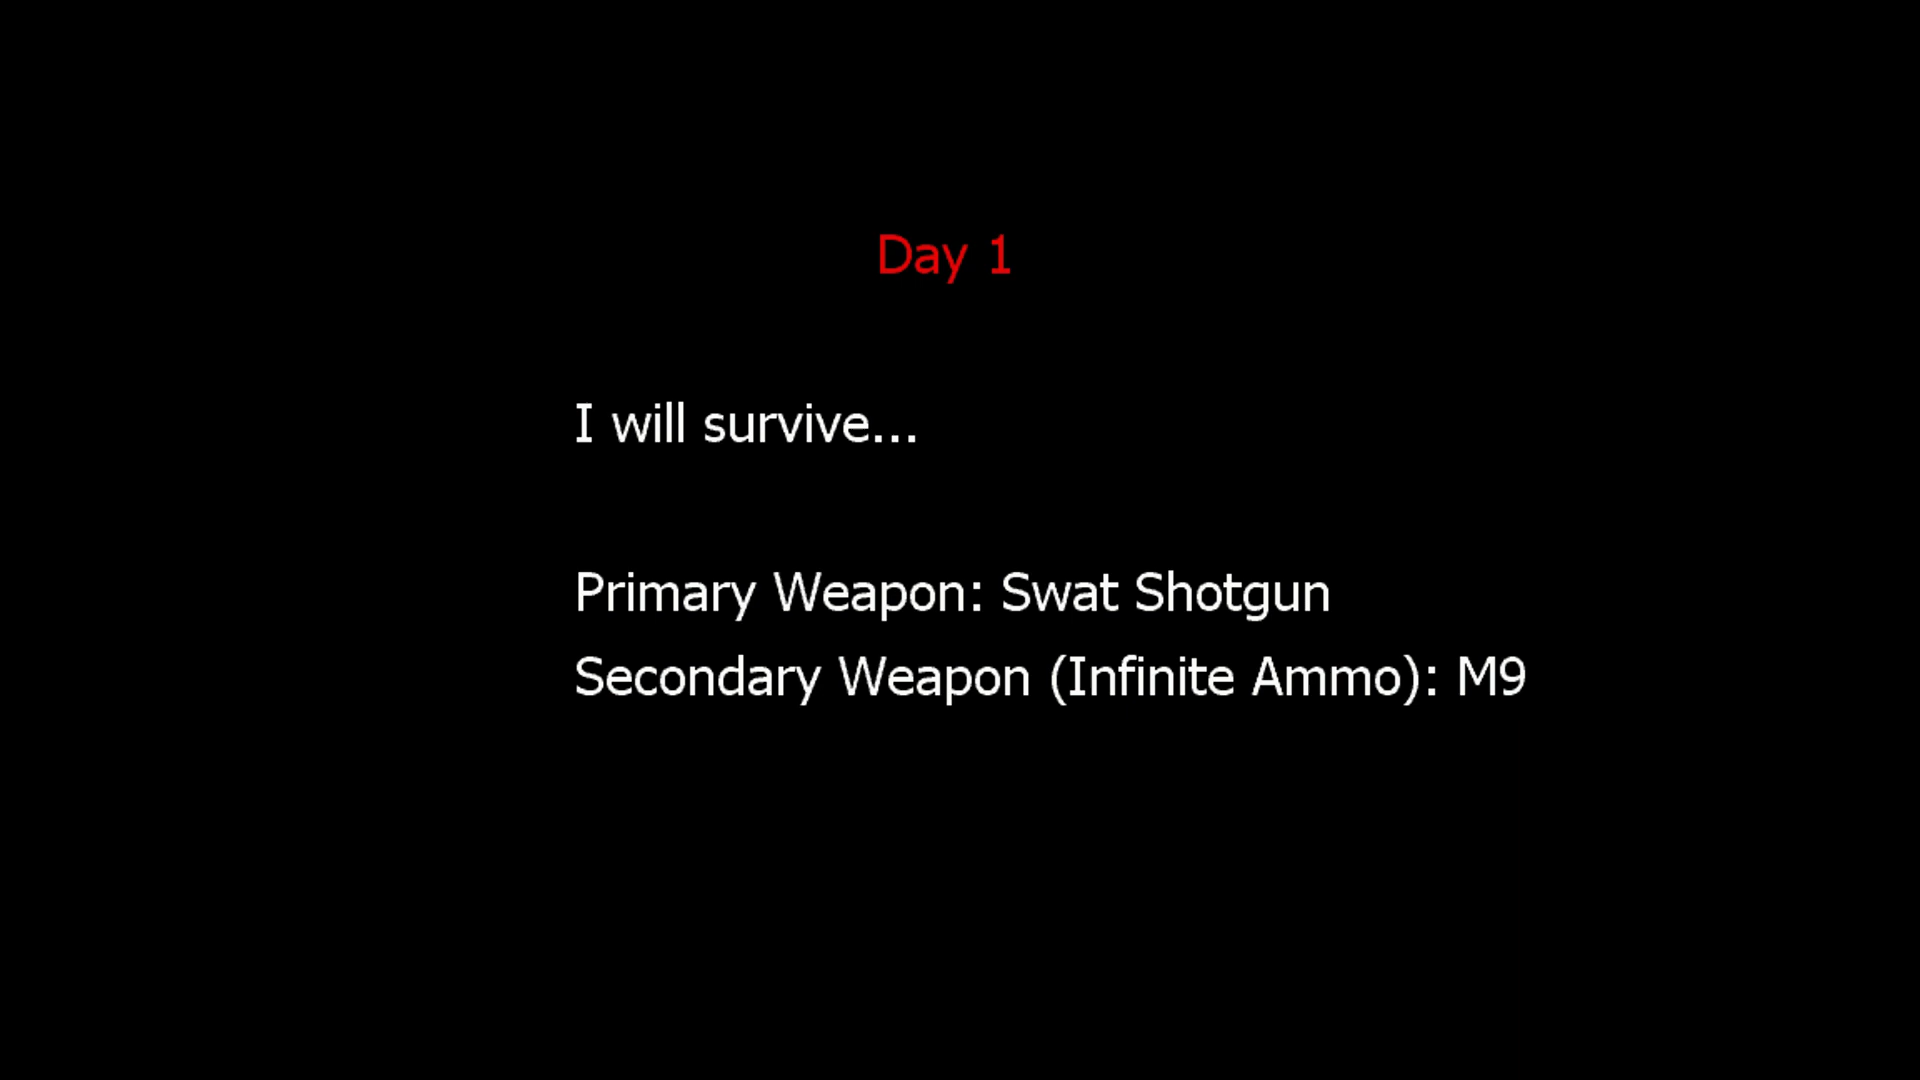 Day 1
I will survive...
Primary Weapon: Swat Shotgun
Secondary Weapon (Infinite Ammo): M9